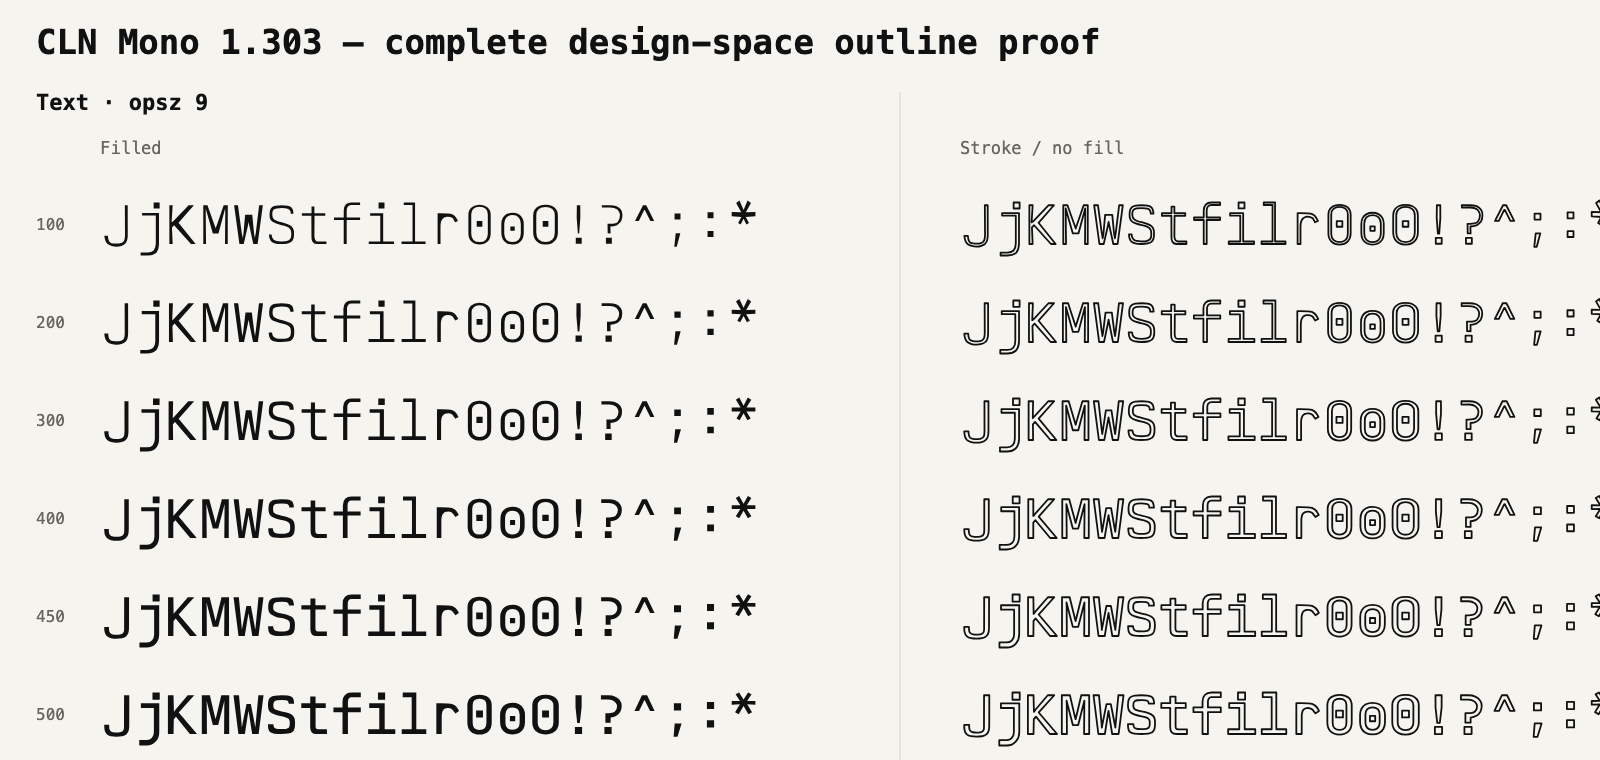 CLN Mono 1.303 — complete design–space outline proof
Text · opsz 9
Filled
Stroke / no fill
100 JjKMWStfilr0o0!?^;:* JjKMWStfilr0o0!?^;:*
200 JjKMWStfilr0o0!?^;:* JjKMWStfilr0o0!?^;:*
300 JjKMWStfilr0o0!?^;:* JjKMWStfilr0o0!?^;:*
400 JjKMWStfilr0o0!?^;:* JjKMWStfilr0o0!?^;:*
450 JjKMWStfilr0o0!?^;:* JjKMWStfilr0o0!?^;:*
500 JjKMWStfilr0o0!?^;:* JjKMWStfilr0o0!?^;:*